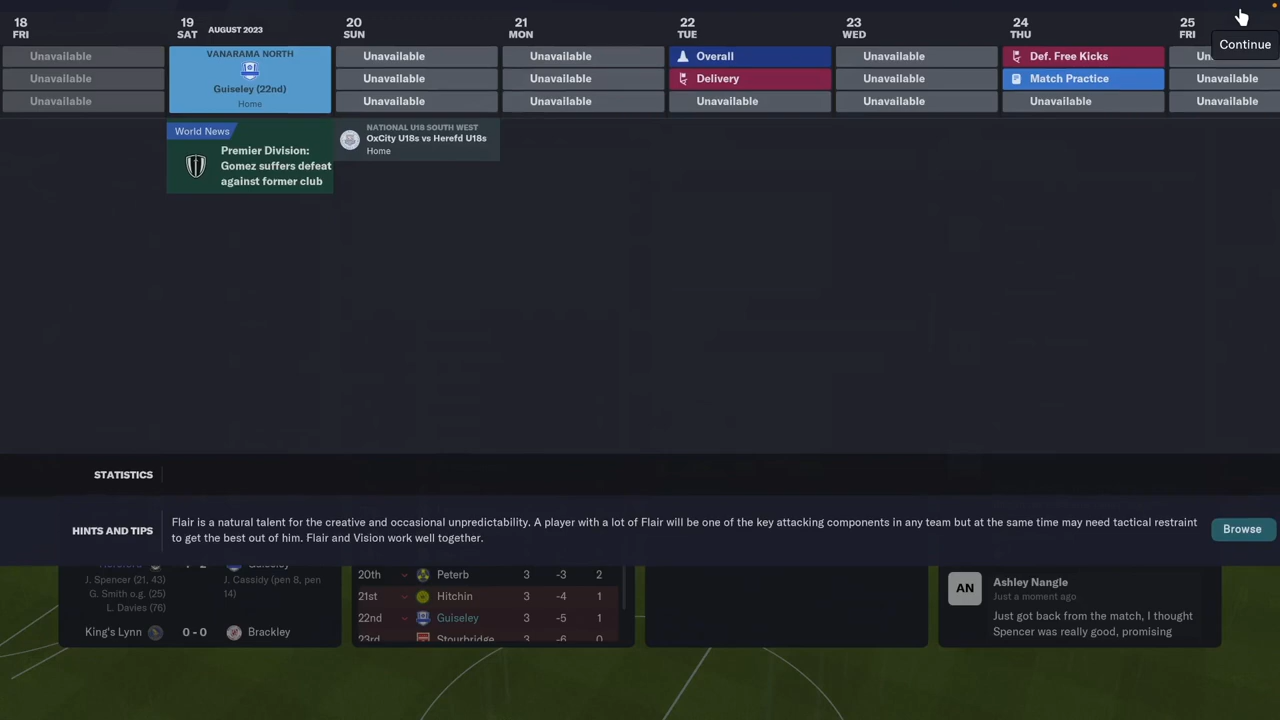 18
FRI
19
SAT
AUGUST 2023
20
SUN
21
MON
22
TUE
23
WED
24
THU
25
FRI
Continue
Unavailable
VANARAMA NORTH
Guiseley (22nd)
Home
Unavailable
Unavailable
Overall
Unavailable
Def. Free Kicks
Unavailable
Unavailable
Unavailable
Delivery
Unavailable
Match Practice
Unavailable
Unavailable
Unavailable
Unavailable
Unavailable
Unavailable
Unavailable
Unavailable
World News
Premier Division:
Gomez suffers defeat
against former club
NATIONAL U18 SOUTH WEST
OxCity U18s vs Herefd U18s
Home
STATISTICS
HINTS AND TIPS
Flair is a natural talent for the creative and occasional unpredictability. A player with a lot of Flair will be one of the key attacking components in any team but at the same time may need tactical restraint
to get the best out of him. Flair and Vision work well together.
Browse
J. Spencer (21, 43)
G. Smith o.g. (25)
L. Davies (76)
J. Cassidy (pen 8, pen
14)
King's Lynn 0 - 0 Brackley
20th Peterb 3 -3 2
21st Hitchin 3 -4 1
22nd Guiseley 3 -5 1
23rd Stourbridge 3 -6 0
AN
Ashley Nangle
Just a moment ago
Just got back from the match, I thought
Spencer was really good, promising